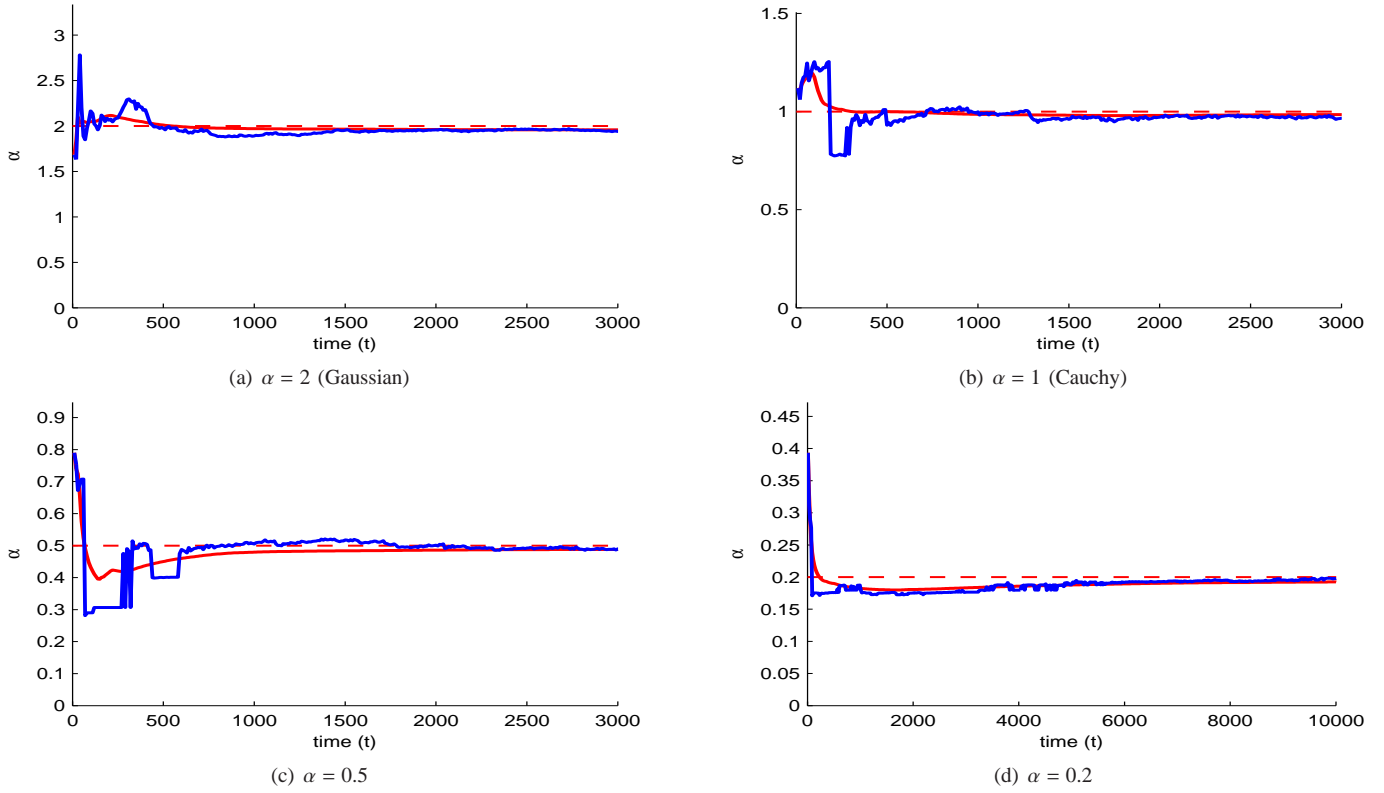 3
2.5
2
1.5
1
0.5
0
α
0 500 1000 1500 2000 2500 3000
time (t)
(a) α = 2 (Gaussian)
1.5
1
0.5
0
α
0 500 1000 1500 2000 2500 3000
time (t)
(b) α = 1 (Cauchy)
0.9
0.8
0.7
0.6
0.5
0.4
0.3
0.2
0.1
0
α
0 500 1000 1500 2000 2500 3000
time (t)
(c) α = 0.5
0.45
0.4
0.35
0.3
0.25
0.2
0.15
0.1
0.05
0
α
0 2000 4000 6000 8000 10000
time (t)
(d) α = 0.2